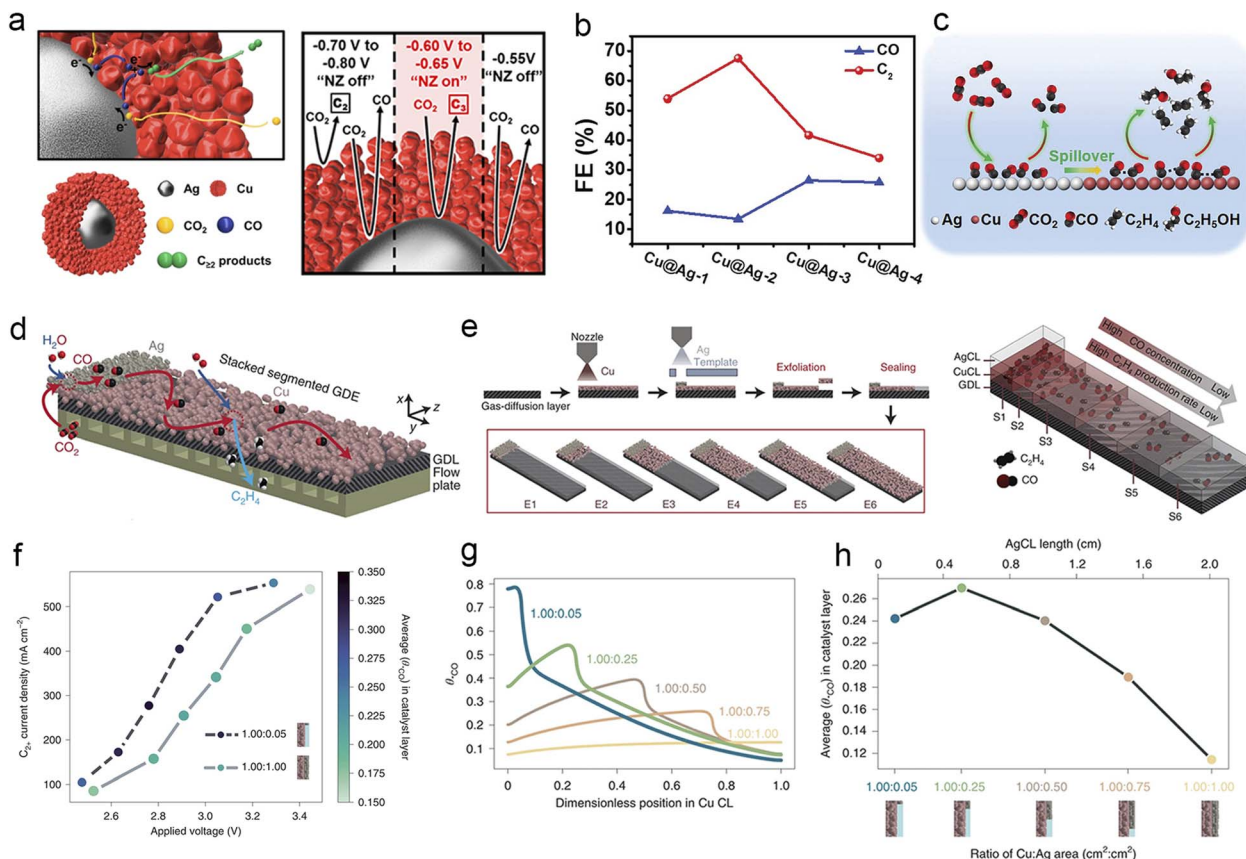 a
e-
e-
Ag Cu
CO2 CO
C≥2 products
-0.70 V to -0.80 V "NZ off"
-0.60 V to -0.65 V "NZ on"
-0.55V "NZ off"
C2 CO CO2 C3 CO
CO2 CO2
b
FE (%)
70
60
50
40
30
20
10
CO
C2
Cu@Ag-1 Cu@Ag-2 Cu@Ag-3 Cu@Ag-4
c
Spillover
Ag Cu CO2 CO C2H4 C2H5OH
d
H2O
CO
Ag
Stacked segmented GDE
Cu
x
z
y
CO2
C2H4
GDL
Flow
plate
e
Nozzle
Cu
Ag
Template
Exfoliation
Sealing
Gas-diffusion layer
E1 E2 E3 E4 E5 E6
High CO concentration Low
High C2H4 production rate Low
AgCL
CuCL
GDL
S1
S2
S3
S4
S5
S6
C2H4
CO
f
C2+ current density (mA cm−2)
500
400
300
200
100
2.6 2.8 3.0 3.2 3.4
Applied voltage (V)
1.00:0.05
1.00:1.00
0.350
0.325
0.300
0.275
0.250
0.225
0.200
0.175
0.150
Average (θ*CO) in catalyst layer
g
θ*CO
0.8
0.7
0.6
0.5
0.4
0.3
0.2
0.1
1.00:0.05
1.00:0.25
1.00:0.50
1.00:0.75
1.00:1.00
0 0.2 0.4 0.6 0.8 1.0
Dimensionless position in Cu CL
h
AgCL length (cm)
0 0.5 1.0 1.5 2.0
Average (θ*CO) in catalyst layer
0.26
0.24
0.22
0.20
0.18
0.16
0.14
0.12
1.00:0.05 1.00:0.25 1.00:0.50 1.00:0.75 1.00:1.00
Ratio of Cu:Ag area (cm2:cm2)